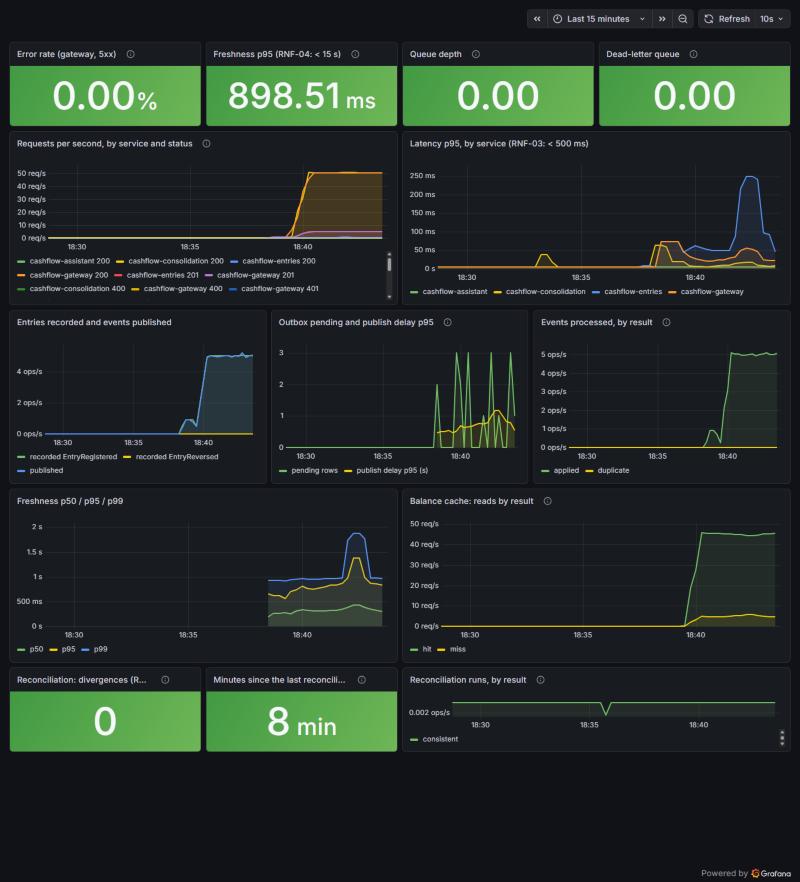 Last 15 minutes
Refresh 10s
Error rate (gateway, 5xx)
0.00%
Freshness p95 (RNF-04: < 15 s)
898.51 ms
Queue depth
0.00
Dead-letter queue
0.00
Requests per second, by service and status
50 req/s
40 req/s
30 req/s
20 req/s
10 req/s
0 req/s
18:30 18:35 18:40
cashflow-assistant 200 cashflow-consolidation 200 cashflow-entries 200
cashflow-gateway 200 cashflow-entries 201 cashflow-gateway 201
cashflow-consolidation 400 cashflow-gateway 400 cashflow-gateway 401
Latency p95, by service (RNF-03: < 500 ms)
250 ms
200 ms
150 ms
100 ms
50 ms
0 s
18:30 18:35 18:40
cashflow-assistant cashflow-consolidation cashflow-entries cashflow-gateway
Entries recorded and events published
4 ops/s
2 ops/s
0 ops/s
18:30 18:35 18:40
recorded EntryRegistered recorded EntryReversed
published
Outbox pending and publish delay p95
3
2
1
0
18:30 18:35 18:40
pending rows publish delay p95 (s)
Events processed, by result
5 ops/s
4 ops/s
3 ops/s
2 ops/s
1 ops/s
0 ops/s
18:30 18:35 18:40
applied duplicate
Freshness p50 / p95 / p99
2 s
1.5 s
1 s
500 ms
0 s
18:30 18:35 18:40
p50 p95 p99
Balance cache: reads by result
50 req/s
40 req/s
30 req/s
20 req/s
10 req/s
0 req/s
18:30 18:35 18:40
hit miss
Reconciliation: divergences (R...
0
Minutes since the last reconcili...
8 min
Reconciliation runs, by result
0.002 ops/s
18:30 18:35 18:40
consistent
Powered by Grafana